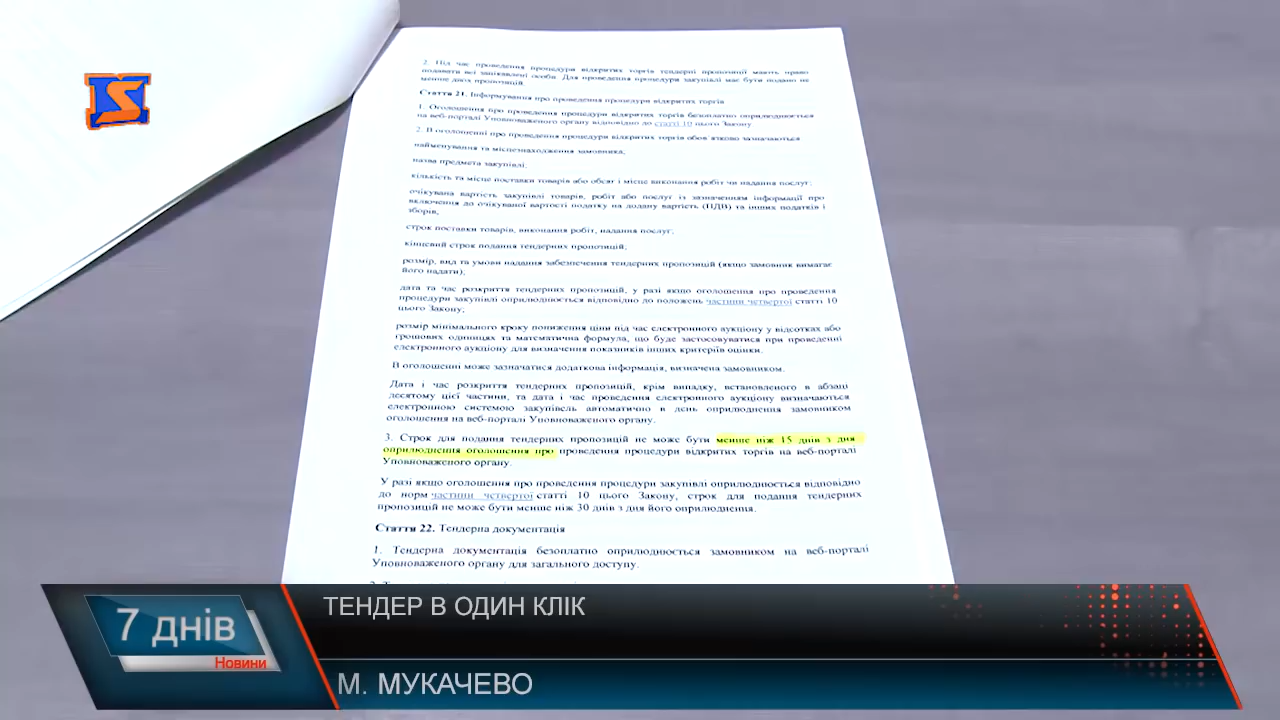 2. Під час проведення процедури відкритих торгів тендерні пропозиції мають право
подавати всі зацікавлені особи. Для проведення процедури закупівлі має бути подано не
менше двох пропозицій.
Стаття 21. Інформування про проведення процедури відкритих торгів
1. Оголошення про проведення процедури відкритих торгів безоплатно оприлюднюється
на веб-порталі Уповноваженого органу відповідно до статті 10 цього Закону
2. В оголошенні про проведення процедури відкритих торгів обов'язково зазначаються
найменування та місцезнаходження замовника;
назва предмета закупівлі;
кількість та місце поставки товарів або обсяг і місце виконання робіт чи надання послуг;
очікувана вартість закупівлі товарів, робіт або послуг із зазначенням інформації про
включення до очікуваної вартості податку на додану вартість (ПДВ) та інших податків і
зборів;
строк поставки товарів, виконання робіт, надання послуг;
кінцевий строк подання тендерних пропозицій;
розмір, вид та умови надання забезпечення тендерних пропозицій (якщо замовник вимагає
його надати);
дата та час розкриття тендерних пропозицій, у разі якщо оголошення про проведення
процедури закупівлі оприлюднюється відповідно до положень частини четвертої статті 10
цього Закону;
розмір мінімального кроку пониження ціни під час електронного аукціону у відсотках або
грошових одиницях та математична формула, що буде застосовуватися при проведенні
електронного аукціону для визначення показників інших критеріїв оцінки.
В оголошенні може зазначатися додаткова інформація, визначена замовником.
Дата і час розкриття тендерних пропозицій, крім випадку, встановленого в абзаці
десятому цієї частини, та дата і час проведення електронного аукціону визначаються
електронною системою закупівель автоматично в день оприлюднення замовником
оголошення на веб-порталі Уповноваженого органу.
3. Строк для подання тендерних пропозицій не може бути менше ніж 15 днів з дня
оприлюднення оголошення про проведення процедури відкритих торгів на веб-порталі
Уповноваженого органу.
У разі якщо оголошення про проведення процедури закупівлі оприлюднюється відповідно
до норм частини четвертої статті 10 цього Закону, строк для подання тендерних
пропозицій не може бути менше ніж 30 днів з дня його оприлюднення.
Стаття 22. Тендерна документація
1. Тендерна документація безоплатно оприлюднюється замовником на веб-порталі
Уповноваженого органу для загального доступу.
7 днів
Новини
ТЕНДЕР В ОДИН КЛІК
М. МУКАЧЕВО